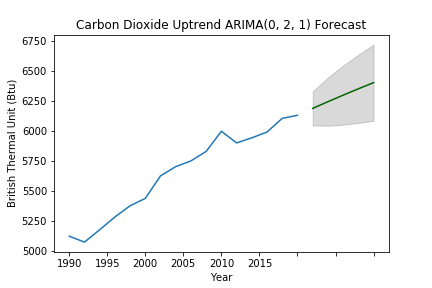 Carbon Dioxide Uptrend ARIMA(0, 2, 1) Forecast
6750
6500
6250
6000
5750
5500
5250
5000
British Thermal Unit (Btu)
1990 1995 2000 2005 2010 2015
Year